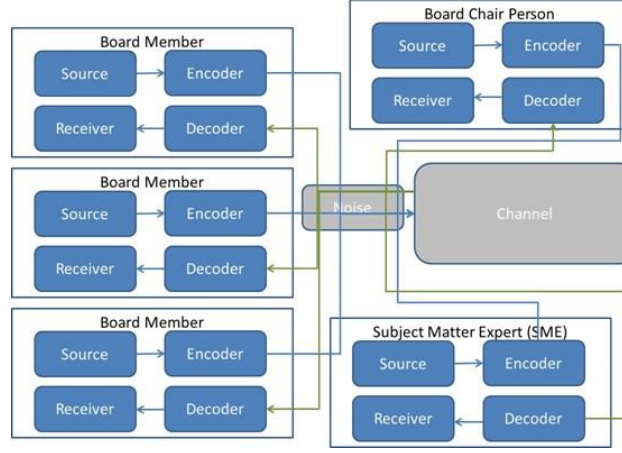 Board Member
Source
Encoder
Receiver
Decoder
Board Member
Source
Encoder
Receiver
Decoder
Board Member
Source
Encoder
Receiver
Decoder
Board Chair Person
Source
Encoder
Receiver
Decoder
Noise
Channel
Subject Matter Expert (SME)
Source
Encoder
Receiver
Decoder